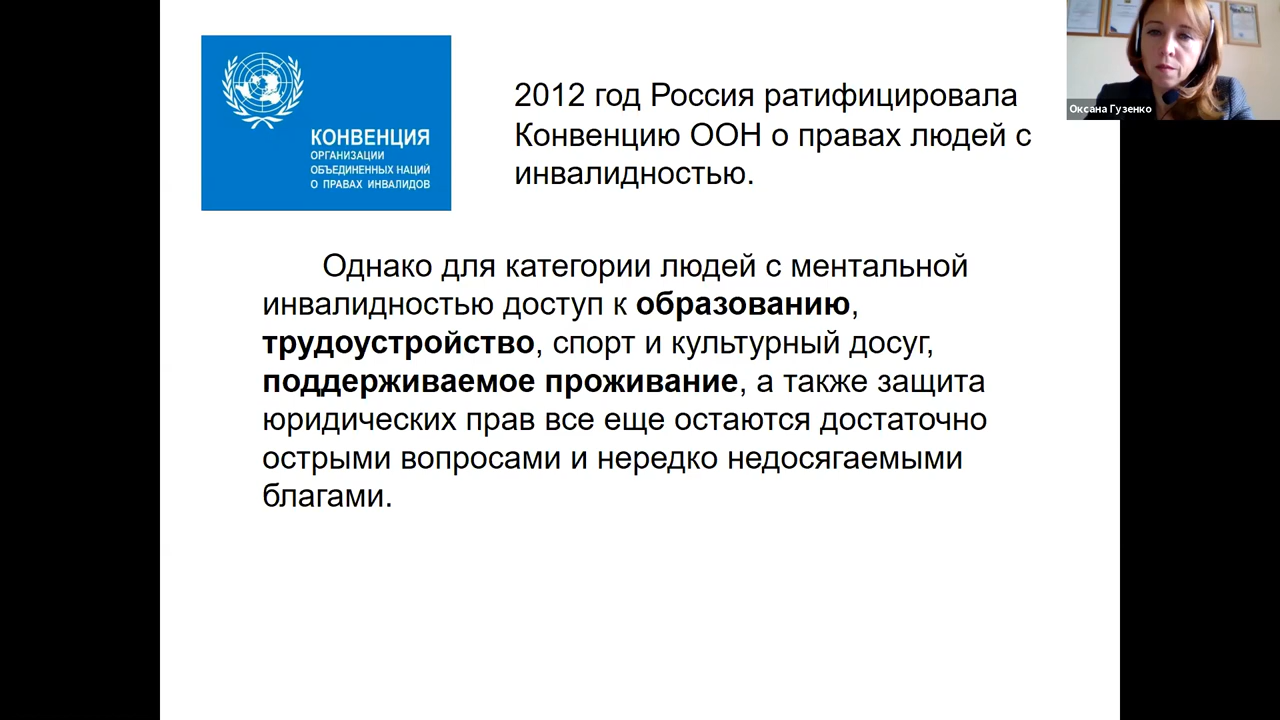 КОНВЕНЦИЯ
ОРГАНИЗАЦИИ
ОБЪЕДИНЕННЫХ НАЦИЙ
О ПРАВАХ ИНВАЛИДОВ
2012 год Россия ратифицировала
Конвенцию ООН о правах людей с
инвалидностью.
Оксана Гузенко
Однако для категории людей с ментальной
инвалидностью доступ к образованию,
трудоустройство, спорт и культурный досуг,
поддерживаемое проживание, а также защита
юридических прав все еще остаются достаточно
острыми вопросами и нередко недосягаемыми
благами.